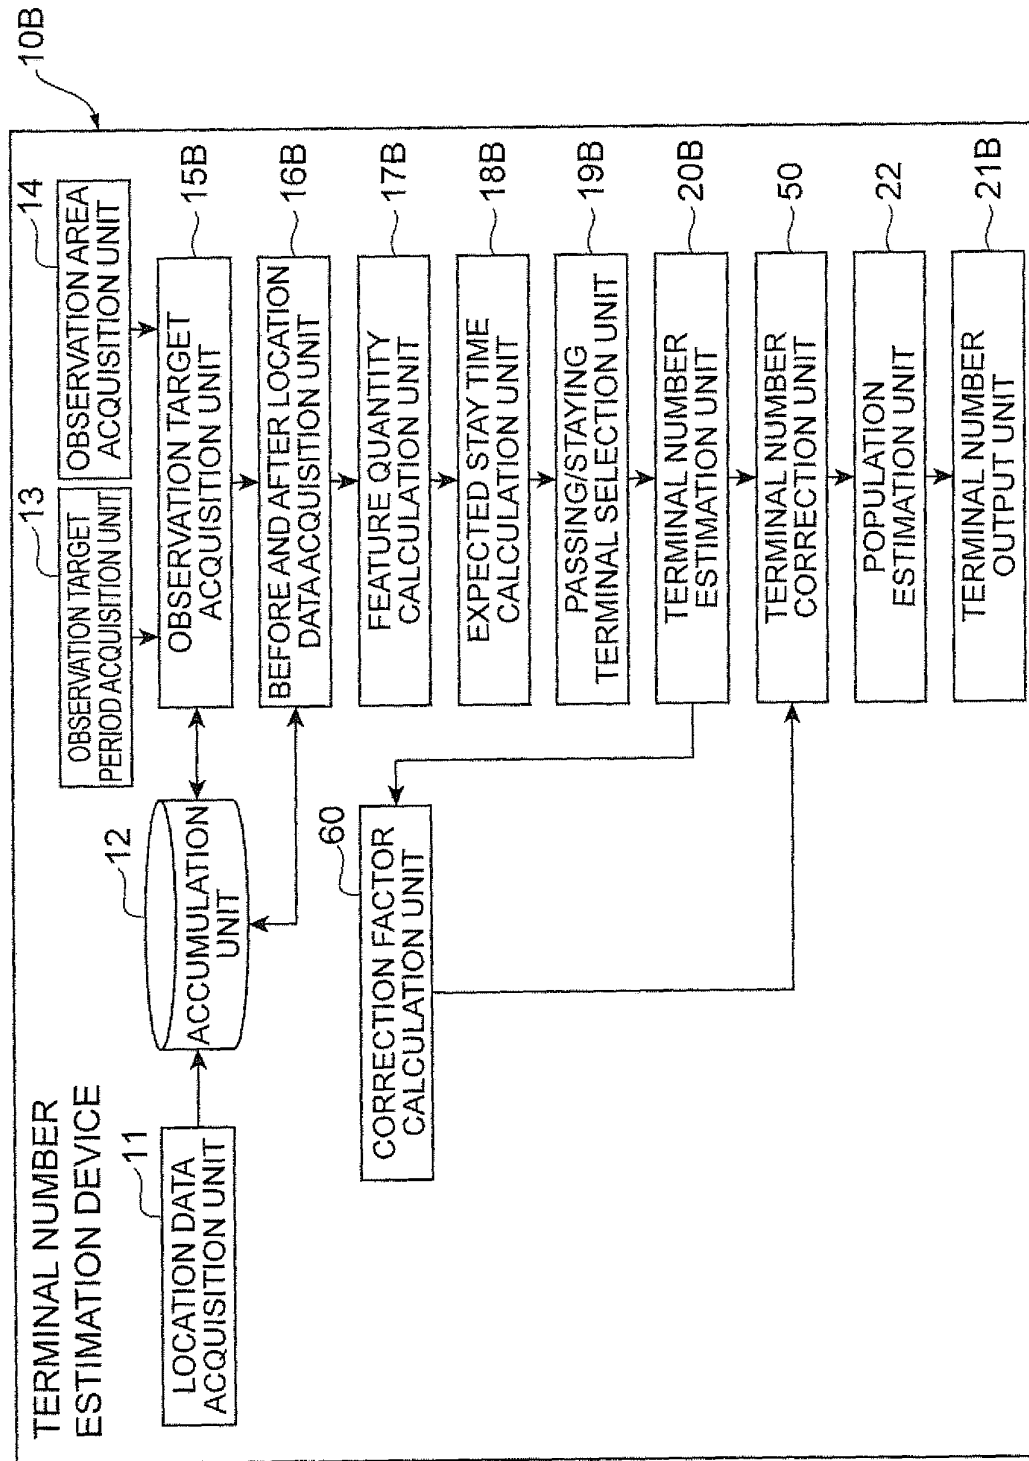 10B
TERMINAL NUMBER
ESTIMATION DEVICE
11
LOCATION DATA
ACQUISITION UNIT
12
ACCUMULATION
UNIT
13
OBSERVATION TARGET
PERIOD ACQUISITION UNIT
14
OBSERVATION AREA
ACQUISITION UNIT
OBSERVATION TARGET
ACQUISITION UNIT
15B
BEFORE AND AFTER LOCATION
DATA ACQUISITION UNIT
16B
FEATURE QUANTITY
CALCULATION UNIT
17B
EXPECTED STAY TIME
CALCULATION UNIT
18B
PASSING/STAYING
TERMINAL SELECTION UNIT
19B
TERMINAL NUMBER
ESTIMATION UNIT
20B
60
CORRECTION FACTOR
CALCULATION UNIT
TERMINAL NUMBER
CORRECTION UNIT
50
POPULATION
ESTIMATION UNIT
22
TERMINAL NUMBER
OUTPUT UNIT
21B